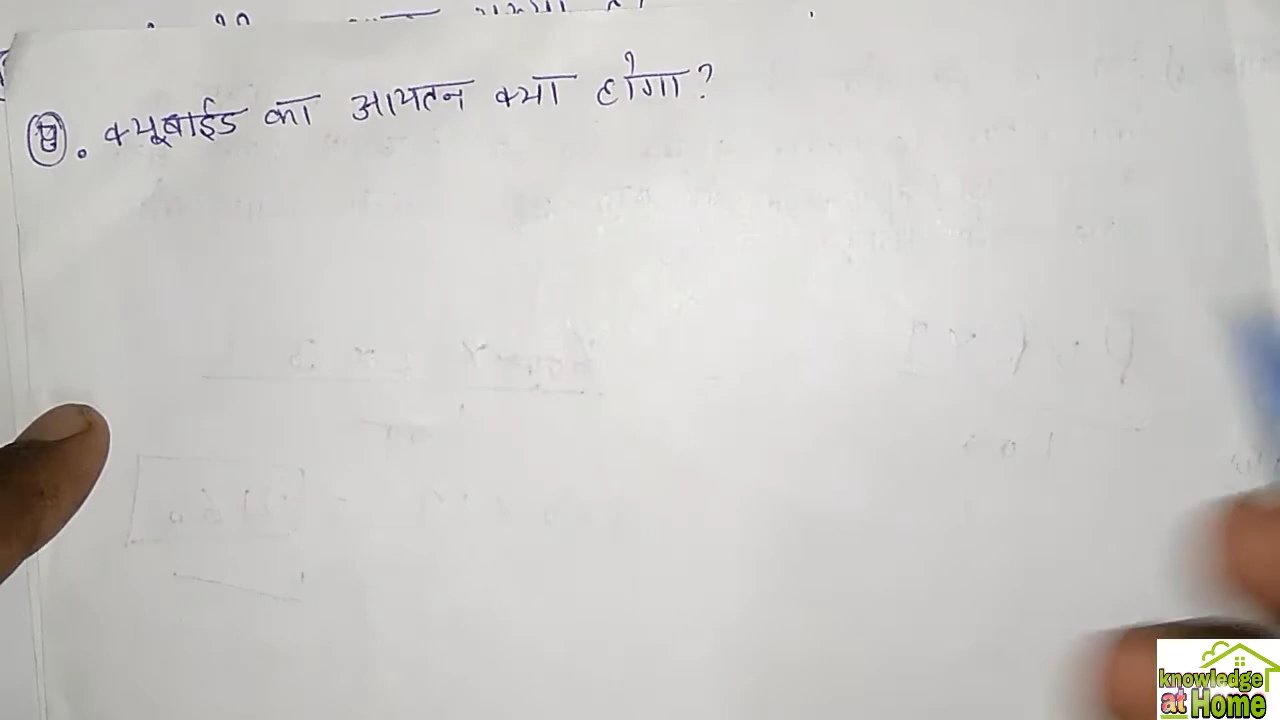 प्र. क्यूबाईड का आयतन क्या होगा?
knowledge
at Home